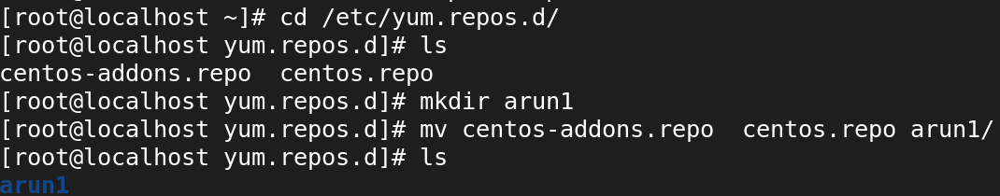 [root@localhost ~]# cd /etc/yum.repos.d/
[root@localhost yum.repos.d]# ls
centos-addons.repo  centos.repo
[root@localhost yum.repos.d]# mkdir arun1
[root@localhost yum.repos.d]# mv centos-addons.repo  centos.repo arun1/
[root@localhost yum.repos.d]# ls
arun1